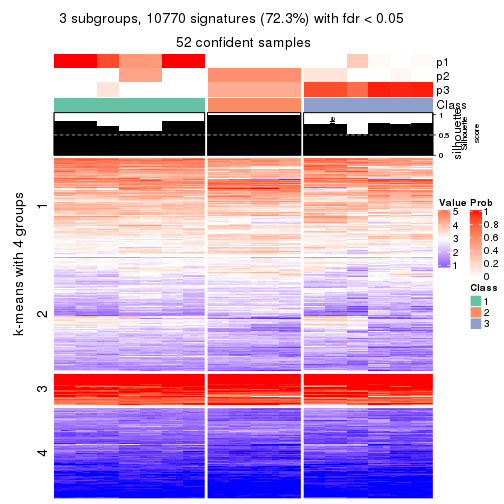 3 subgroups, 10770 signatures (72.3%) with fdr < 0.05
52 confident samples
p1
p2
p3
Class
1
0.5
0
silhouette
Silhouette
score
k-means with 4 groups
1
2
3
4
Value
5
4
3
2
1
Prob
1
0.8
0.6
0.4
0.2
0
Class
1
2
3